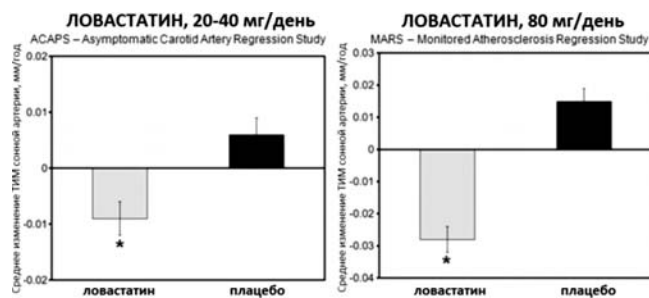 ЛОВАСТАТИН, 20-40 мг/день
ACAPS – Asymptomatic Carotid Artery Regression Study
Среднее изменение ТИМ сонной артерии, мм/год
0.02
0.01
0
-0.01
-0.02
*
ловастатин
плацебо
ЛОВАСТАТИН, 80 мг/день
MARS – Monitored Atherosclerosis Regression Study
Среднее изменение ТИМ сонной артерии, мм/год
0.03
0.02
0.01
0
-0.01
-0.02
-0.03
-0.04
*
ловастатин
плацебо